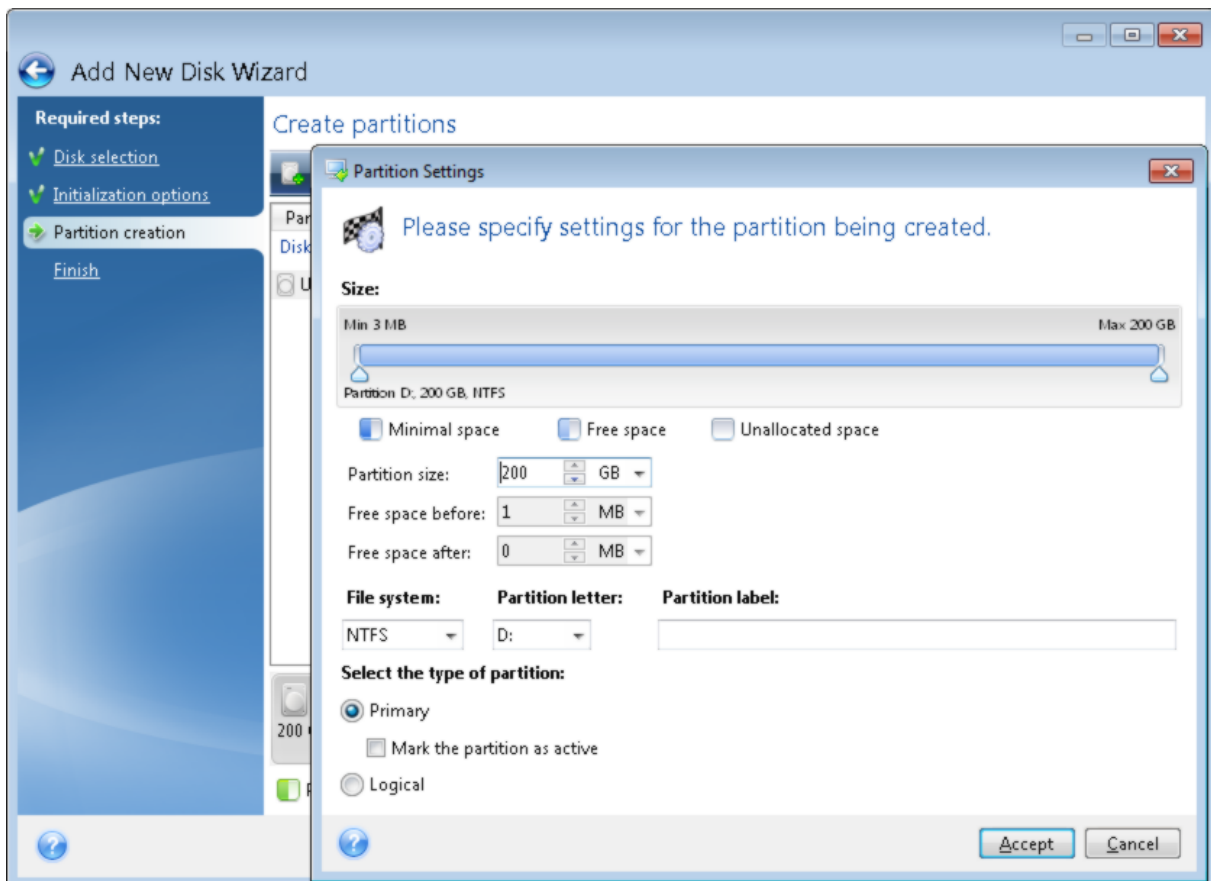 Add New Disk Wizard
Required steps:
Disk selection
Initialization options
Partition creation
Finish
Create partitions
Disk
200
Partition Settings
Please specify settings for the partition being created.
Size:
Min 3 MB
Max 200 GB
Partition D:, 200 GB, NTFS
Minimal space
Free space
Unallocated space
Partition size:
200
GB
Free space before:
1
MB
Free space after:
0
MB
File system:
Partition letter:
Partition label:
NTFS
D:
Select the type of partition:
Primary
Mark the partition as active
Logical
Accept
Cancel